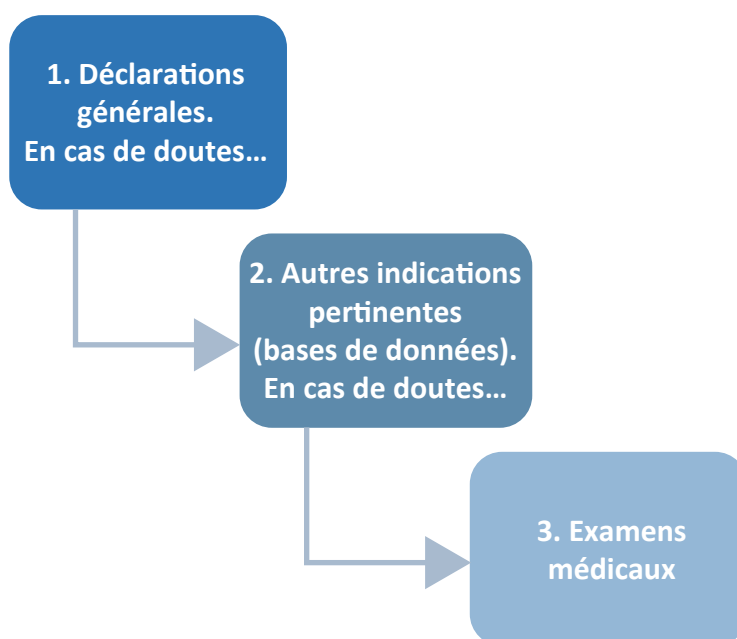 1. Déclarations
générales.
En cas de doutes…
2. Autres indications
pertinentes
(bases de données).
En cas de doutes…
3. Examens
médicaux